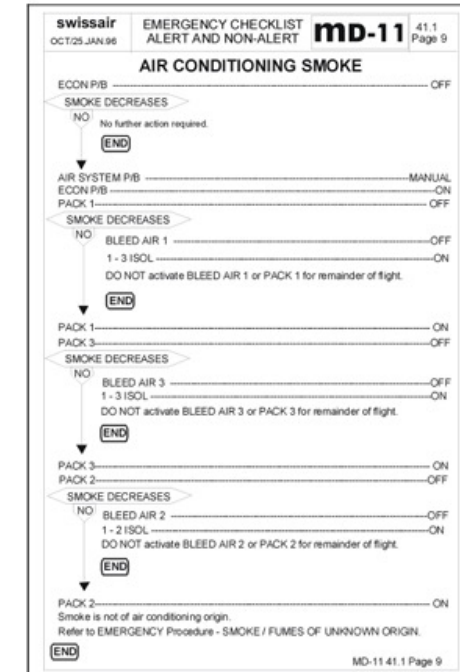 swissair
OCT/25 JAN.96
EMERGENCY CHECKLIST
ALERT AND NON-ALERT
MD-11
41.1
Page 9
AIR CONDITIONING SMOKE
ECON P/B OFF
SMOKE DECREASES
NO
No further action required.
END
AIR SYSTEM P/B MANUAL
ECON P/B ON
PACK 1 OFF
SMOKE DECREASES
NO
BLEED AIR 1 OFF
1 - 3 ISOL ON
DO NOT activate BLEED AIR 1 or PACK 1 for remainder of flight.
END
PACK 1 ON
PACK 3 OFF
SMOKE DECREASES
NO
BLEED AIR 3 OFF
1 - 3 ISOL ON
DO NOT activate BLEED AIR 3 or PACK 3 for remainder of flight.
END
PACK 3 ON
PACK 2 OFF
SMOKE DECREASES
NO
BLEED AIR 2 OFF
1 - 2 ISOL ON
DO NOT activate BLEED AIR 2 or PACK 2 for remainder of flight.
END
PACK 2 ON
Smoke is not of air conditioning origin.
Refer to EMERGENCY Procedure - SMOKE / FUMES OF UNKNOWN ORIGIN.
END
MD-11 41.1 Page 9